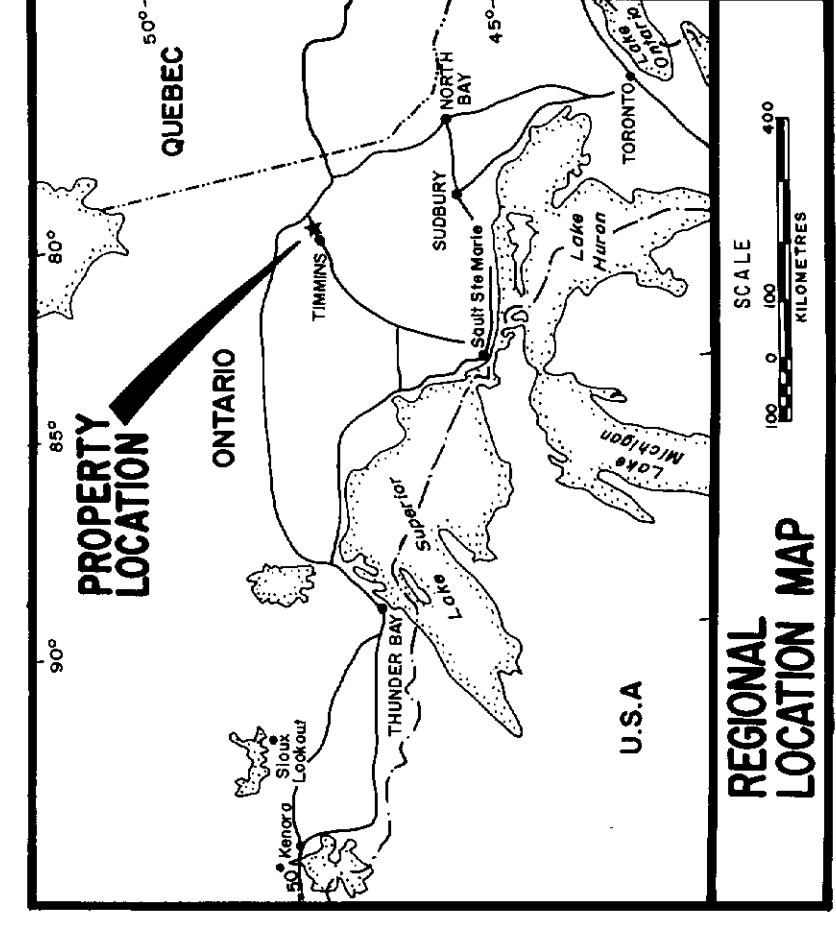 90°
85°
80°
50°
PROPERTY
LOCATION
QUEBEC
ONTARIO
Sioux
Lookout
Kenora
50
TIMMINS
THUNDER BAY
Lake Superior
Sault Ste Marie
SUDBURY
NORTH
BAY
45°
Lake
Huron
Lake
Michigan
TORONTO
Lake
Ontario
U.S.A
REGIONAL
LOCATION MAP
SCALE
100 0 100 400
KILOMETRES